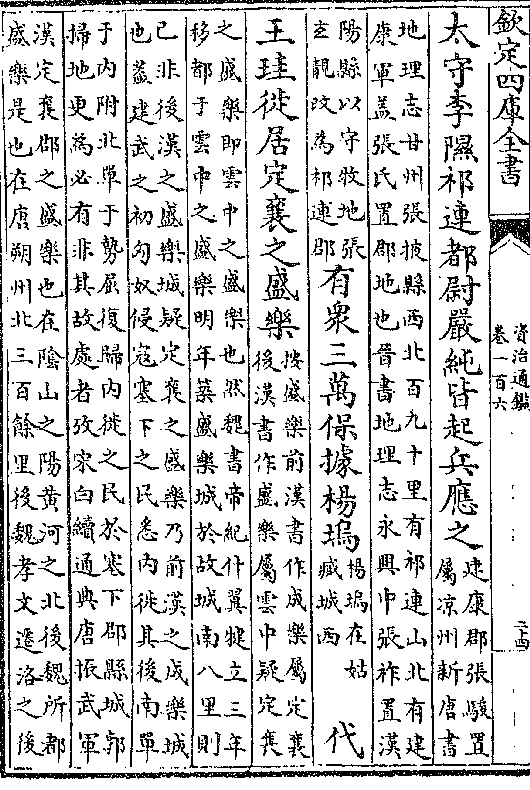 欽定四庫全書
資治通鑑
卷一百六
二十四
太守李隰祁連都尉嚴純皆起兵應之
建康郡張駿置
屬涼州新唐書
地理志甘州張掖縣西北百九十里有祁連山北有建
康軍蓋張氏置郡地也晉書地理志永興中張祚置漢
陽縣以守牧地張
玄靚攺為祁連郡
有衆三萬保據楊塢
楊塢在姑
臧城西
代
王珪徙居定襄之盛樂
按盛樂前漢書作成樂屬定襄
後漢書作盛樂屬雲中疑定襄
之盛樂即雲中之盛樂也然魏書帝紀什翼犍立三年
移都于雲中之盛樂明年築盛樂城於故城南八里則
已非後漢之盛樂城疑定襄之盛樂乃前漢之成樂城
也蓋建武之初匈奴侵寇塞下之民悉内徙其後南單
于内附北單于勢屈復歸内徙之民於塞下郡縣城郭
掃地更為必有非其故處者攷宋白續通典唐振武軍
漢定襄郡之盛樂也在隂山之陽黄河之北後魏所都
盛樂是也在唐朔州北三百餘里後魏孝文遷洛之後